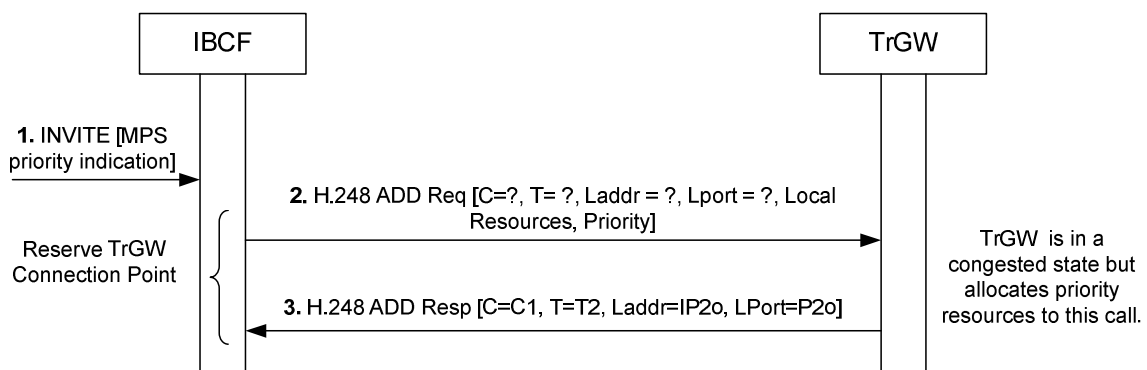 IBCF
TrGW
1. INVITE [MPS
priority indication]
2. H.248 ADD Req [C=?, T= ?, Laddr = ?, Lport = ?, Local
Resources, Priority]
Reserve TrGW
Connection Point
TrGW is in a
congested state but
allocates priority
resources to this call.
3. H.248 ADD Resp [C=C1, T=T2, Laddr=IP2o, LPort=P2o]